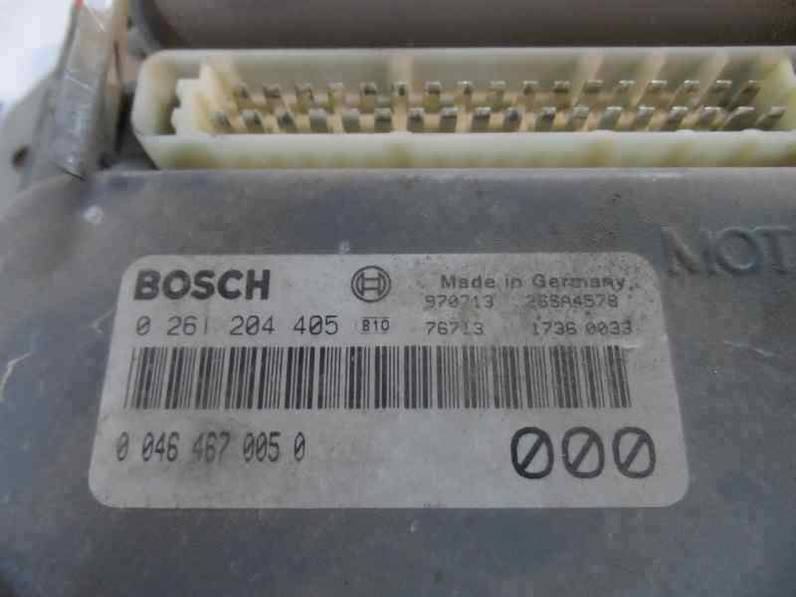 MOT
BOSCH Made in Germany
970713 26SA4578
0 261 204 405 B10 76713 1736 0033
0 046 467 005 0 000